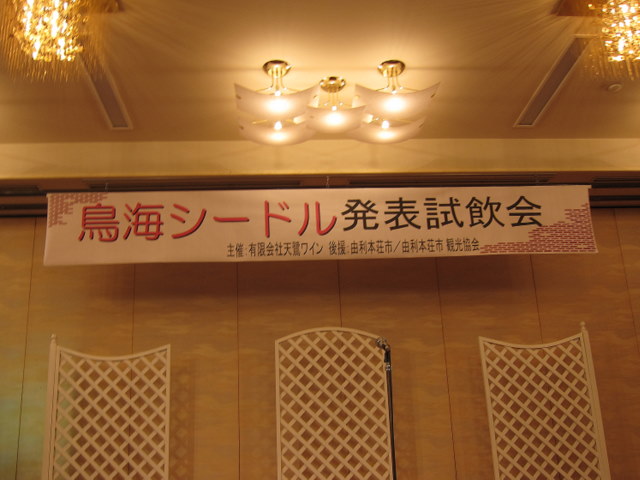 鳥海シードル発表試飲会
主催：有限会社天鷺ワイン 後援：由利本荘市／由利本荘市 観光協会